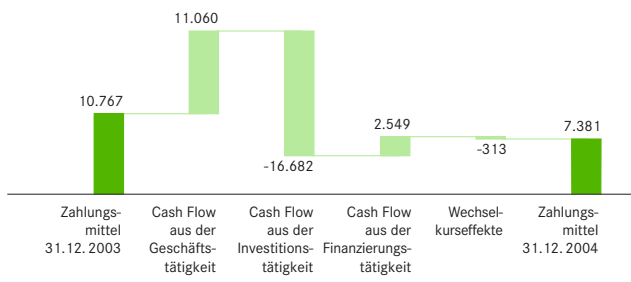 11.060
10.767
2.549
7.381
-313
-16.682
Zahlungs-
mittel
31.12.2003
Cash Flow
aus der
Geschäfts-
tätigkeit
Cash Flow
aus der
Investitions-
tätigkeit
Cash Flow
aus der
Finanzierungs-
tätigkeit
Wechsel-
kurseffekte
Zahlungs-
mittel
31.12.2004